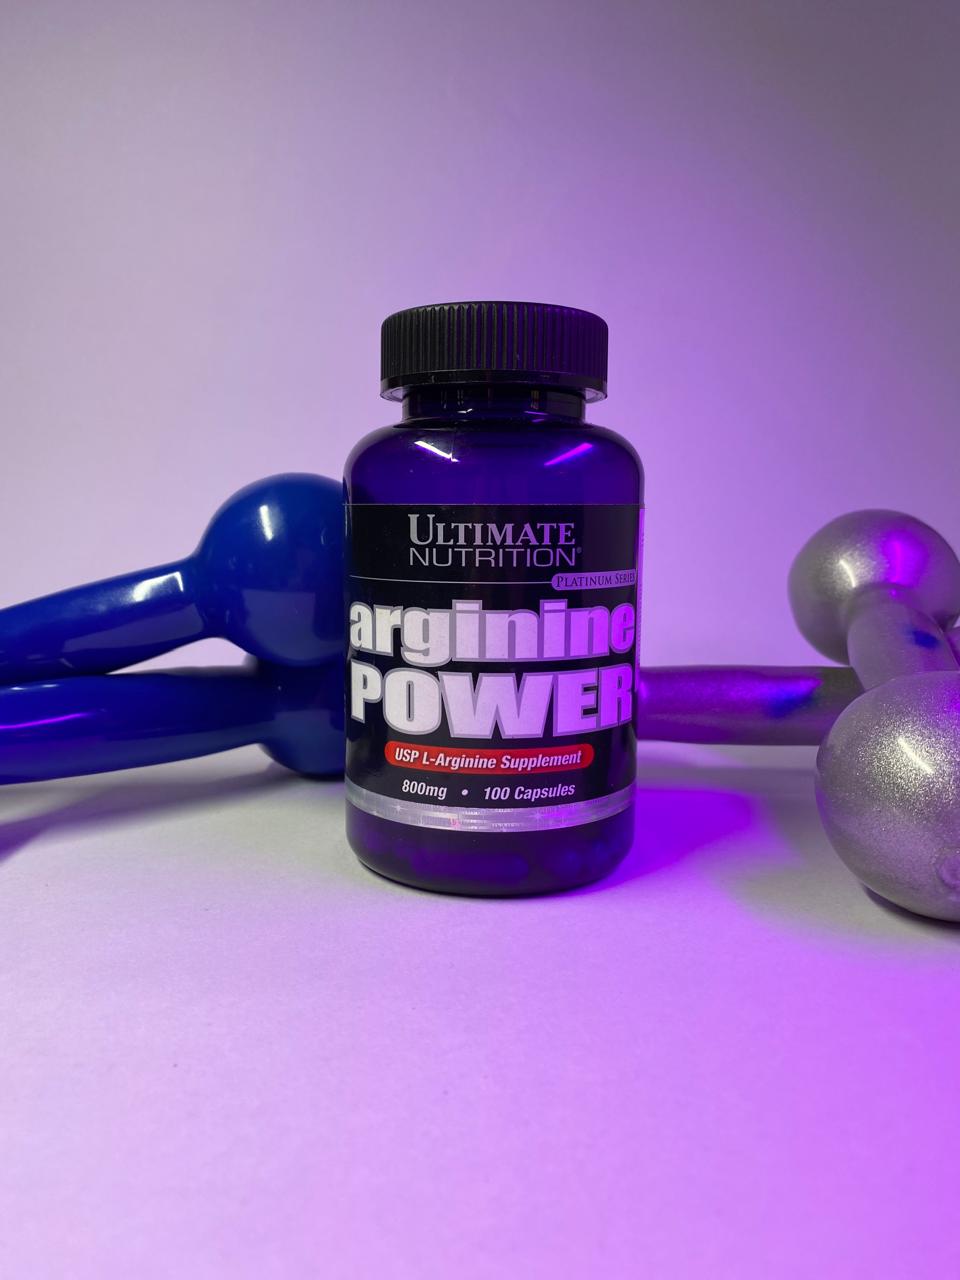 ULTIMATE
NUTRITION®
PLATINUM SERIES
arginine
POWER
USP L-Arginine Supplement
800mg • 100 Capsules